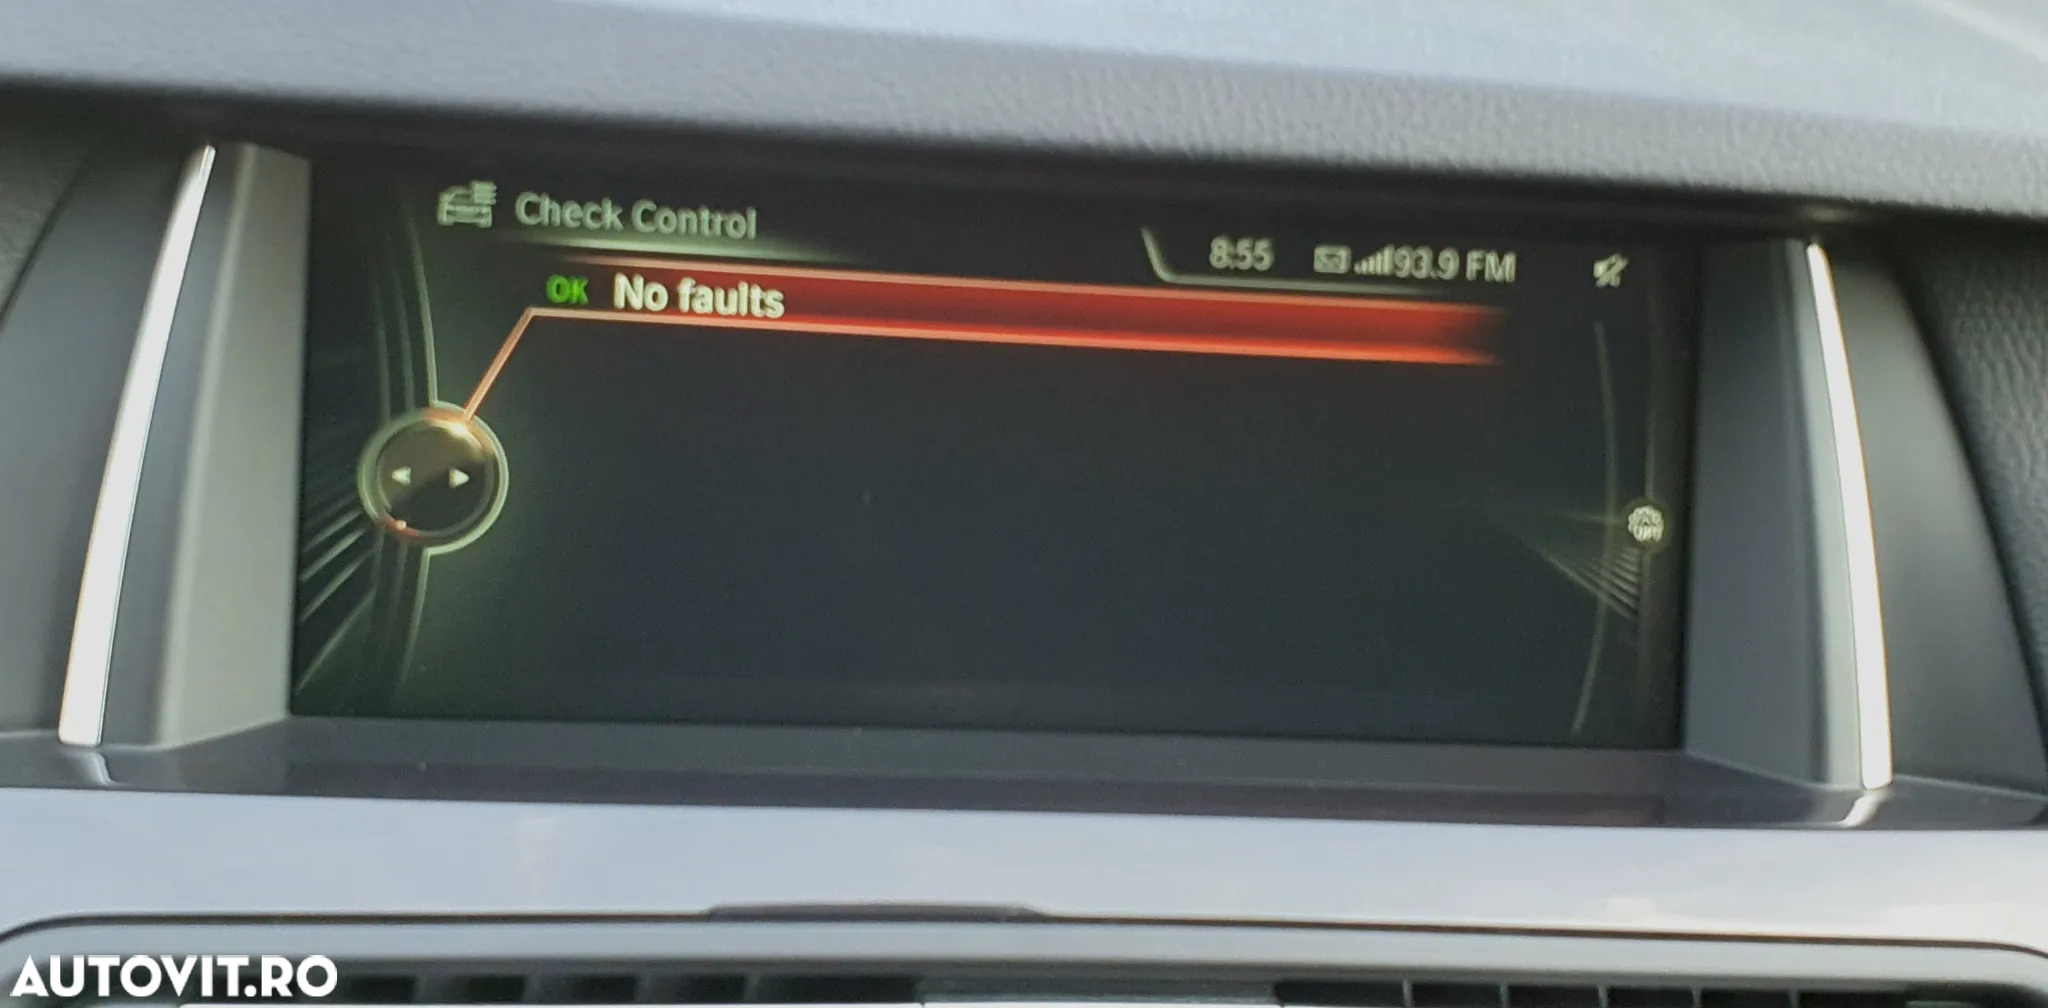 Check Control
8:55 93.9 FM
OK No faults
AUTOVIT.RO